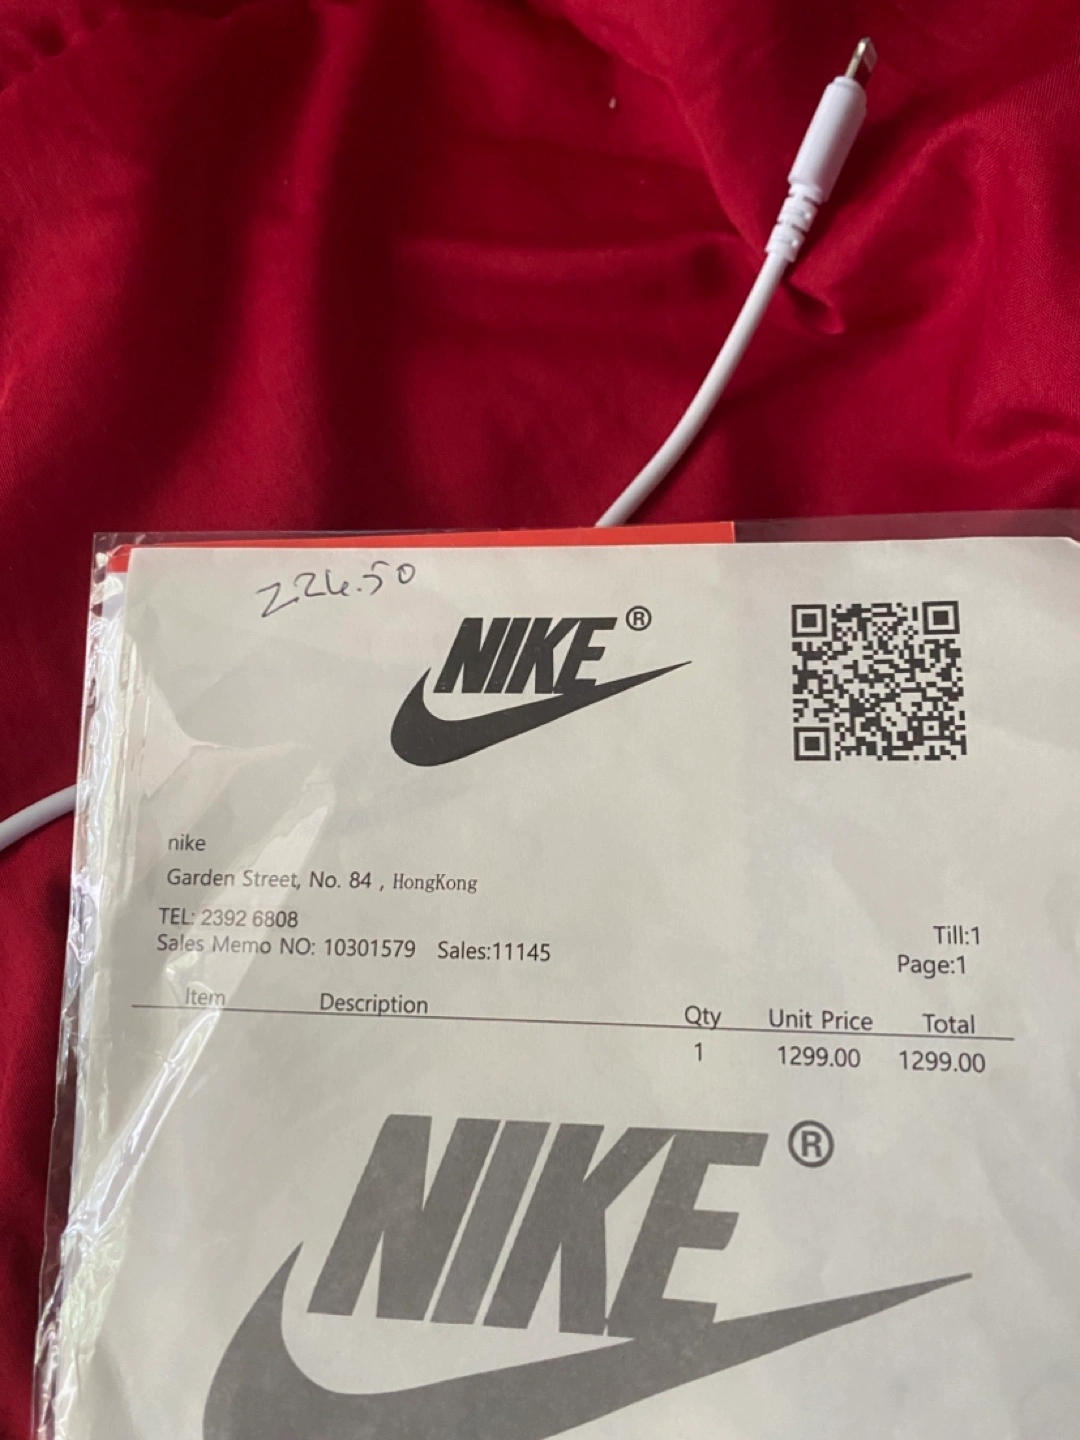 224.50
NIKE®
nike
Garden Street, No. 84 , HongKong
TEL: 2392 6808
Sales Memo NO: 10301579 Sales:11145
Till:1
Page:1
Item Description Qty Unit Price Total
1 1299.00 1299.00
NIKE®